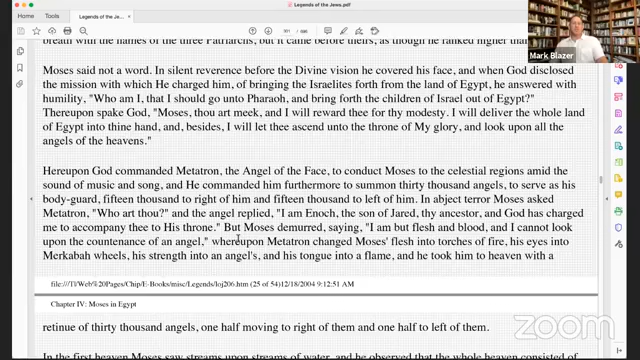 Legends of the Jews.pdf
Tools
Contact
Legends of the Jew...
Mark Blazer
breath with the names of the three Patriarchs, but it came before theirs, as though he ranked higher than
Moses said not a word. In silent reverence before the Divine vision he covered his face, and when God disclosed
the mission with which He charged him, of bringing the Israelites forth from the land of Egypt, he answered with
humility, "Who am I, that I should go unto Pharaoh, and bring forth the children of Israel out of Egypt?"
Thereupon spake God, "Moses, thou art meek, and I will reward thee for thy modesty. I will deliver the whole land
of Egypt into thine hand, and, besides, I will let thee ascend unto the throne of My glory, and look upon all the
angels of the heavens."
Hereupon God commanded Metatron, the Angel of the Face, to conduct Moses to the celestial regions amid the
sound of music and song, and He commanded him furthermore to summon thirty thousand angels, to serve as his
body-guard, fifteen thousand to right of him and fifteen thousand to left of him. In abject terror Moses asked
Metatron, "Who art thou?" and the angel replied, "I am Enoch, the son of Jared, thy ancestor, and God has charged
me to accompany thee to His throne." But Moses demurred, saying, "I am but flesh and blood, and I cannot look
upon the countenance of an angel," whereupon Metatron changed Moses' flesh into torches of fire, his eyes into
Merkabah wheels, his strength into an angel's, and his tongue into a flame, and he took him to heaven with a
file:///T|/Web%20Pages/Chip/E-Books/misc/Legends/loj206.htm (25 of 54)12/18/2004 9:12:51 AM
Chapter IV: Moses in Egypt
retinue of thirty thousand angels, one half moving to right of them and one half to left of them.
In the first heaven Moses saw streams upon streams of water, and he observed that the whole heaven consisted of
zoom